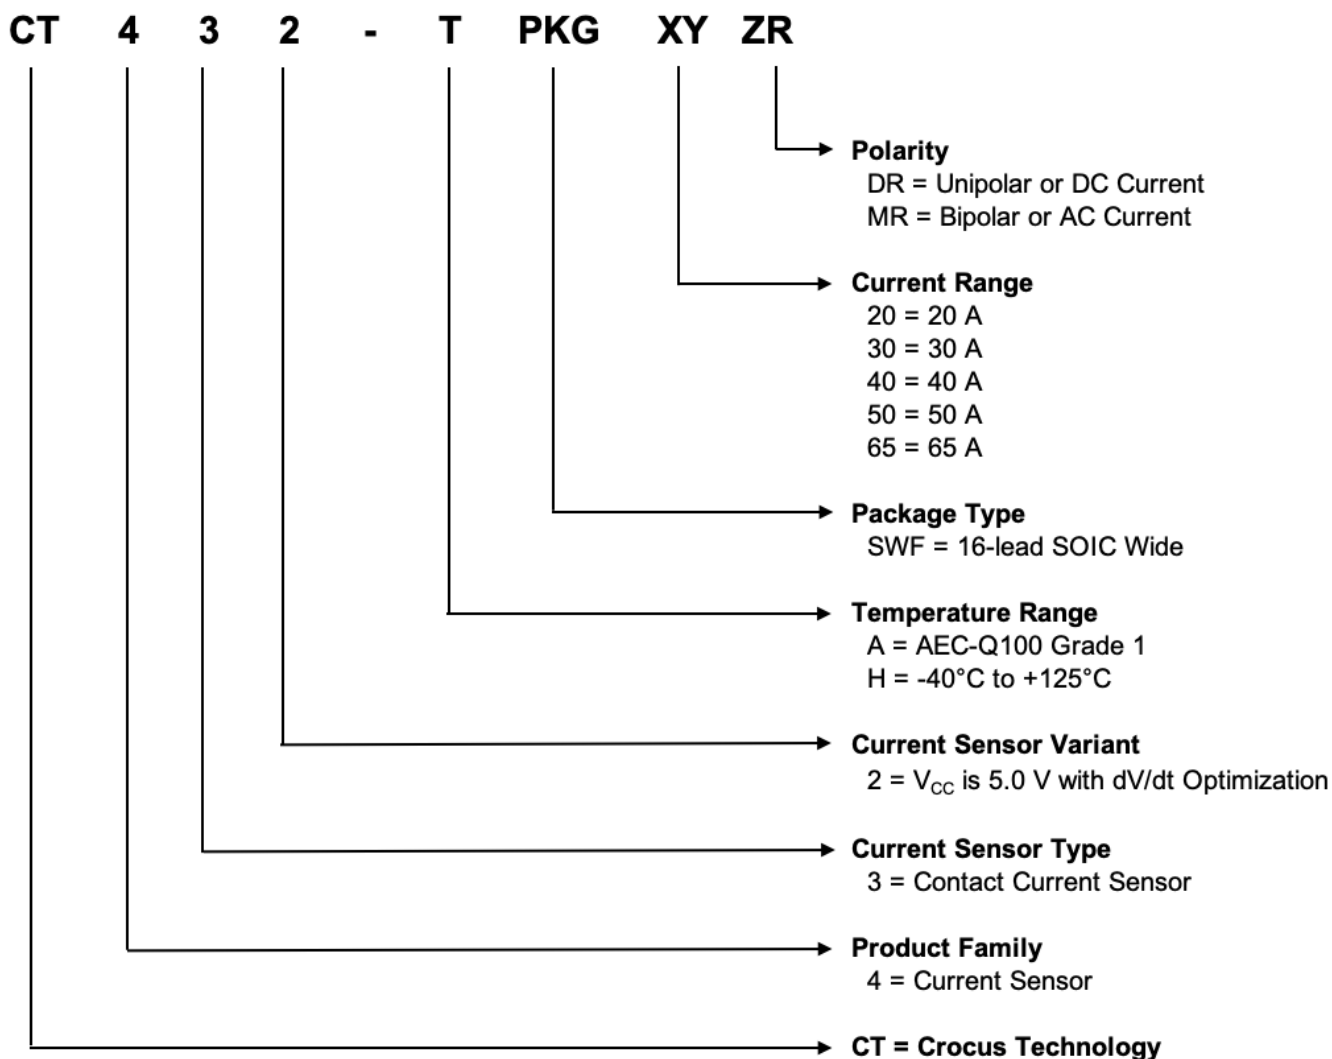 CT 4 3 2 - T PKG XY ZR
Polarity
DR = Unipolar or DC Current
MR = Bipolar or AC Current
Current Range
20 = 20 A
30 = 30 A
40 = 40 A
50 = 50 A
65 = 65 A
Package Type
SWF = 16-lead SOIC Wide
Temperature Range
A = AEC-Q100 Grade 1
H = -40°C to +125°C
Current Sensor Variant
2 = VCC is 5.0 V with dV/dt Optimization
Current Sensor Type
3 = Contact Current Sensor
Product Family
4 = Current Sensor
CT = Crocus Technology